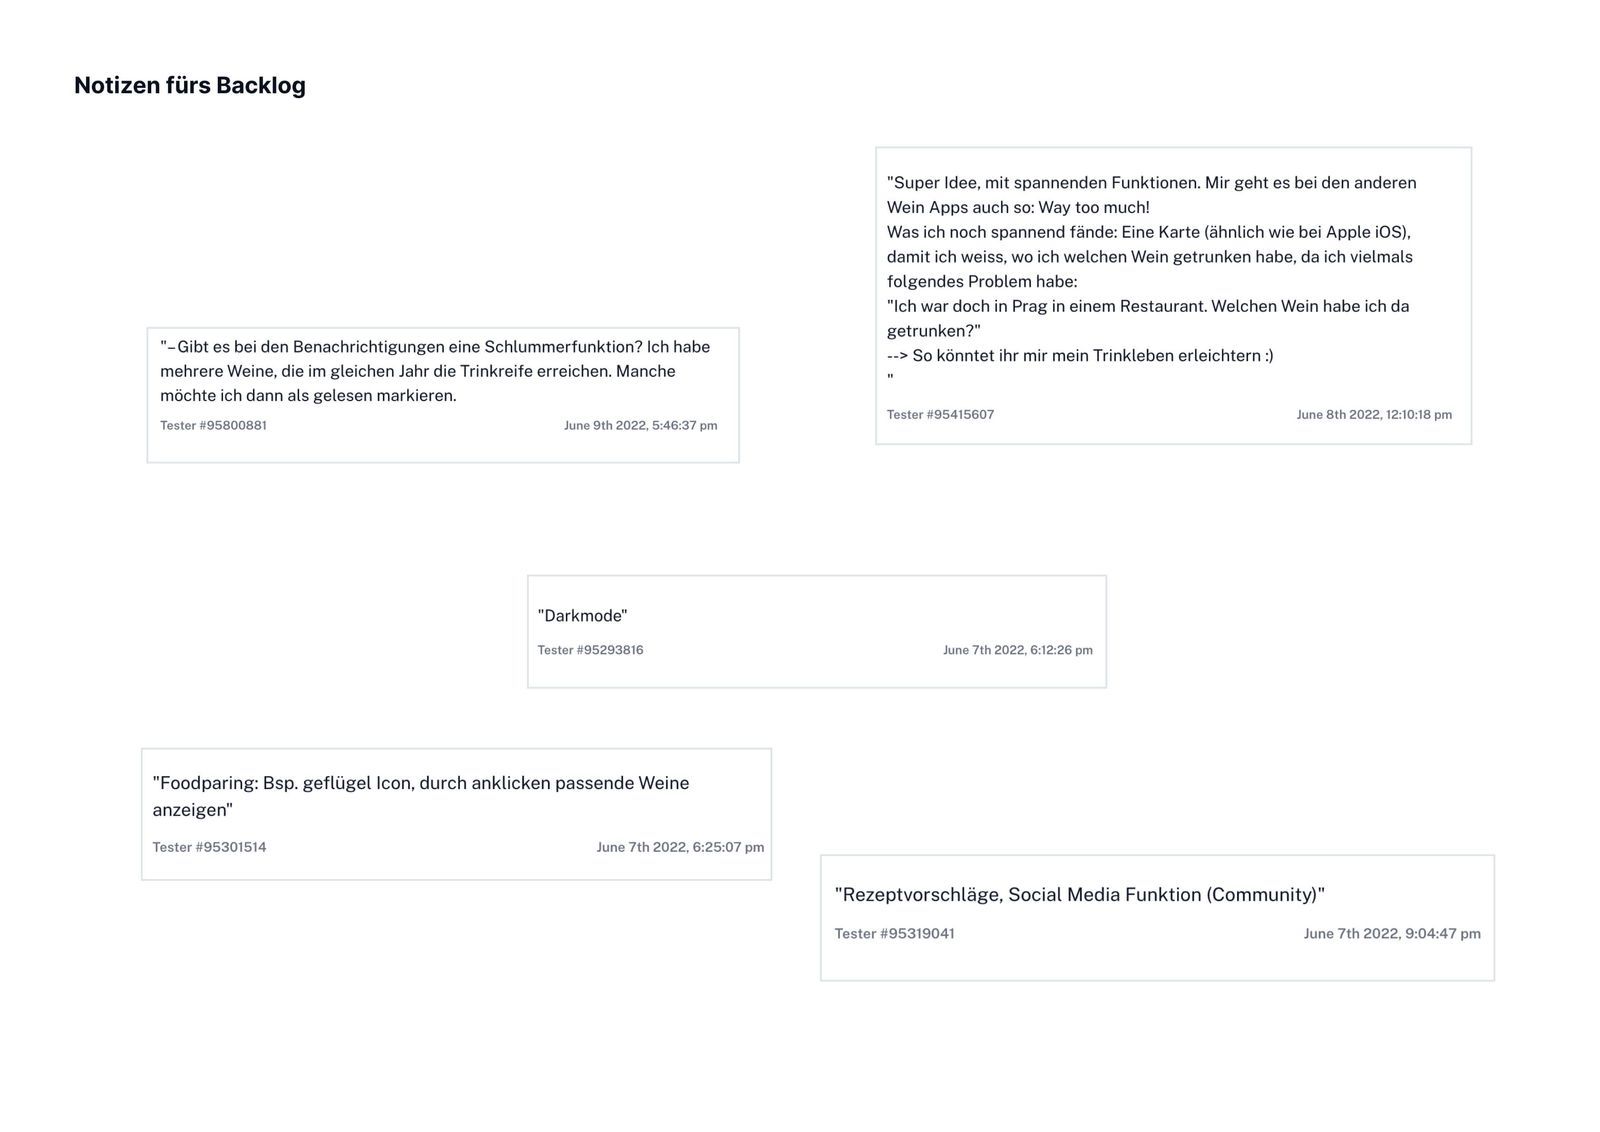 Notizen fürs Backlog
"Super Idee, mit spannenden Funktionen. Mir geht es bei den anderen
Wein Apps auch so: Way too much!
Was ich noch spannend fände: Eine Karte (ähnlich wie bei Apple iOS),
damit ich weiss, wo ich welchen Wein getrunken habe, da ich vielmals
folgendes Problem habe:
"Ich war doch in Prag in einem Restaurant. Welchen Wein habe ich da
getrunken?"
--> So könntet ihr mir mein Trinkleben erleichtern :)
"
Tester #95415607 June 8th 2022, 12:10:18 pm
"–Gibt es bei den Benachrichtigungen eine Schlummerfunktion? Ich habe
mehrere Weine, die im gleichen Jahr die Trinkreife erreichen. Manche
möchte ich dann als gelesen markieren.
Tester #95800881 June 9th 2022, 5:46:37 pm
"Darkmode"
Tester #95293816 June 7th 2022, 6:12:26 pm
"Foodparing: Bsp. geflügel Icon, durch anklicken passende Weine
anzeigen"
Tester #95301514 June 7th 2022, 6:25:07 pm
"Rezeptvorschläge, Social Media Funktion (Community)"
Tester #95319041 June 7th 2022, 9:04:47 pm